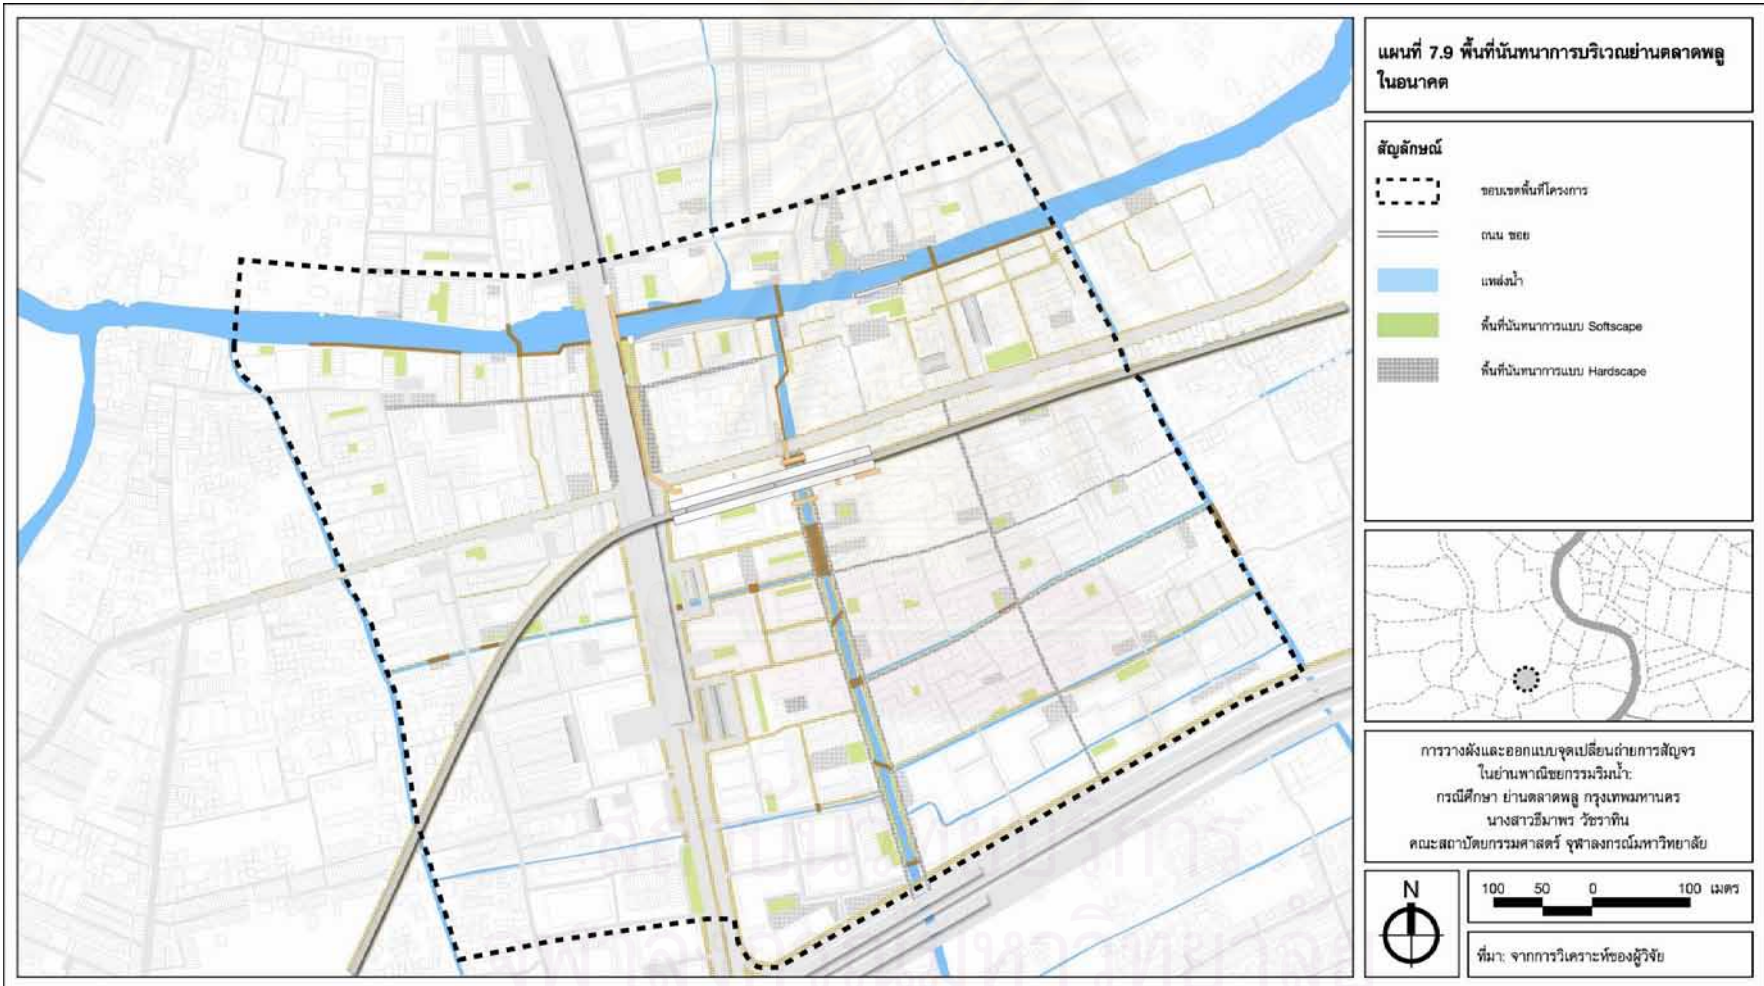 แผนที่ 7.9 พื้นที่นันทนาการบริเวณย่านตลาดพลู
ในอนาคต
สัญลักษณ์
ขอบเขตพื้นที่โครงการ
ถนน ซอย
แหล่งน้ำ
พื้นที่นันทนาการแบบ Softscape
พื้นที่นันทนาการแบบ Hardscape
การวางผังและออกแบบจุดเปลี่ยนถ่ายการสัญจร
ในย่านพาณิชยกรรมริมน้ำ:
กรณีศึกษา ย่านตลาดพลู กรุงเทพมหานคร
นางสาวธีมาพร วัชราทิน
คณะสถาปัตยกรรมศาสตร์ จุฬาลงกรณ์มหาวิทยาลัย
N
100 50 0 100 เมตร
ที่มา: จากการวิเคราะห์ของผู้วิจัย